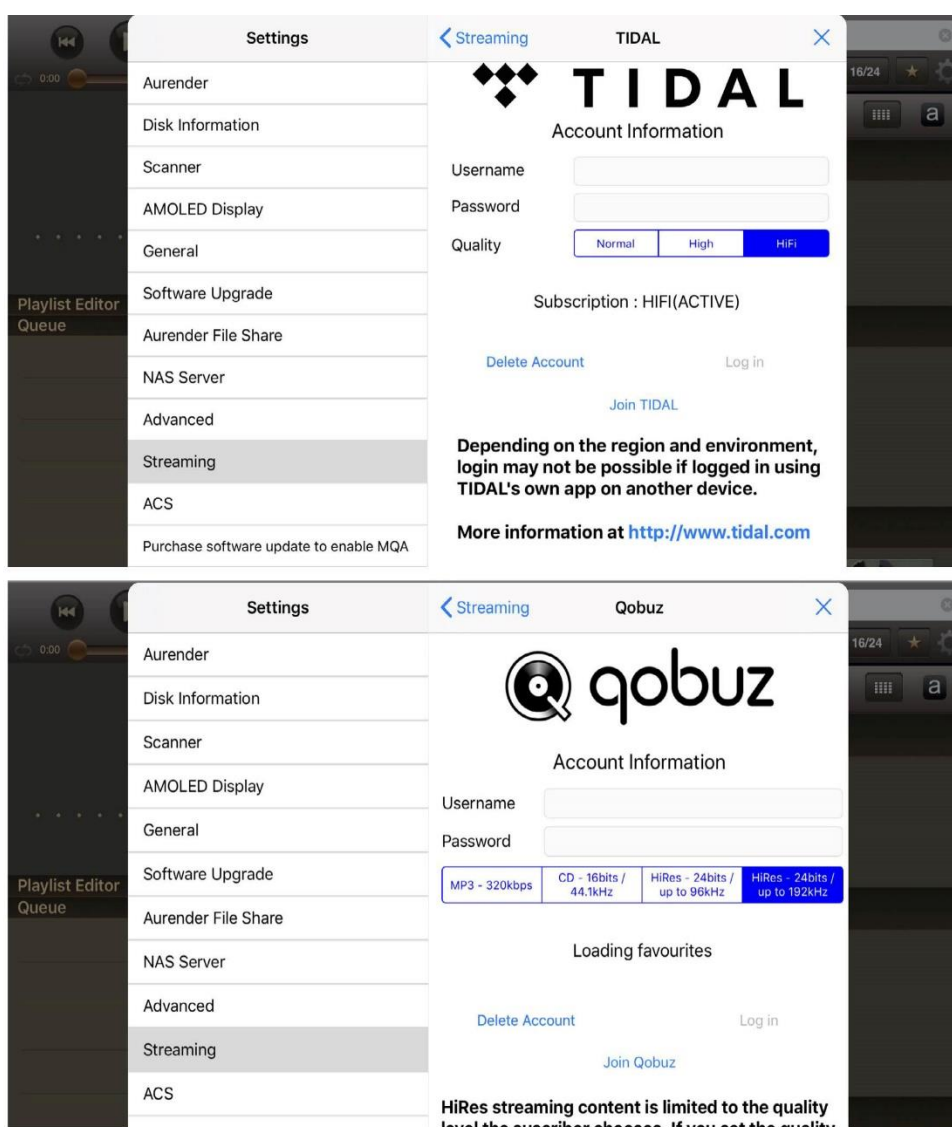 Settings
Streaming
TIDAL
0:00
16/24
Aurender
TIDAL
a
Disk Information
Account Information
Scanner
Username
AMOLED Display
Password
General
Quality
Normal
High
HiFi
Playlist Editor
Software Upgrade
Subscription : HIFI(ACTIVE)
Queue
Aurender File Share
Delete Account
Log in
NAS Server
Advanced
Join TIDAL
Streaming
Depending on the region and environment,
login may not be possible if logged in using
TIDAL's own app on another device.
ACS
Purchase software update to enable MQA
More information at http://www.tidal.com
Settings
Streaming
Qobuz
0:00
16/24
Aurender
qobuz
a
Disk Information
Scanner
Account Information
AMOLED Display
Username
General
Password
Playlist Editor
Software Upgrade
MP3 - 320kbps
CD - 16bits /
44.1kHz
HiRes - 24bits /
up to 96kHz
HiRes - 24bits /
up to 192kHz
Queue
Aurender File Share
NAS Server
Loading favourites
Advanced
Delete Account
Log in
Streaming
Join Qobuz
ACS
HiRes streaming content is limited to the quality